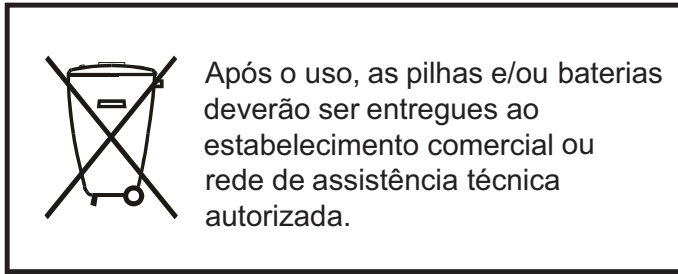 Após o uso, as pilhas e/ou baterias
deverão ser entregues ao
estabelecimento comercial ou
rede de assistência técnica
autorizada.